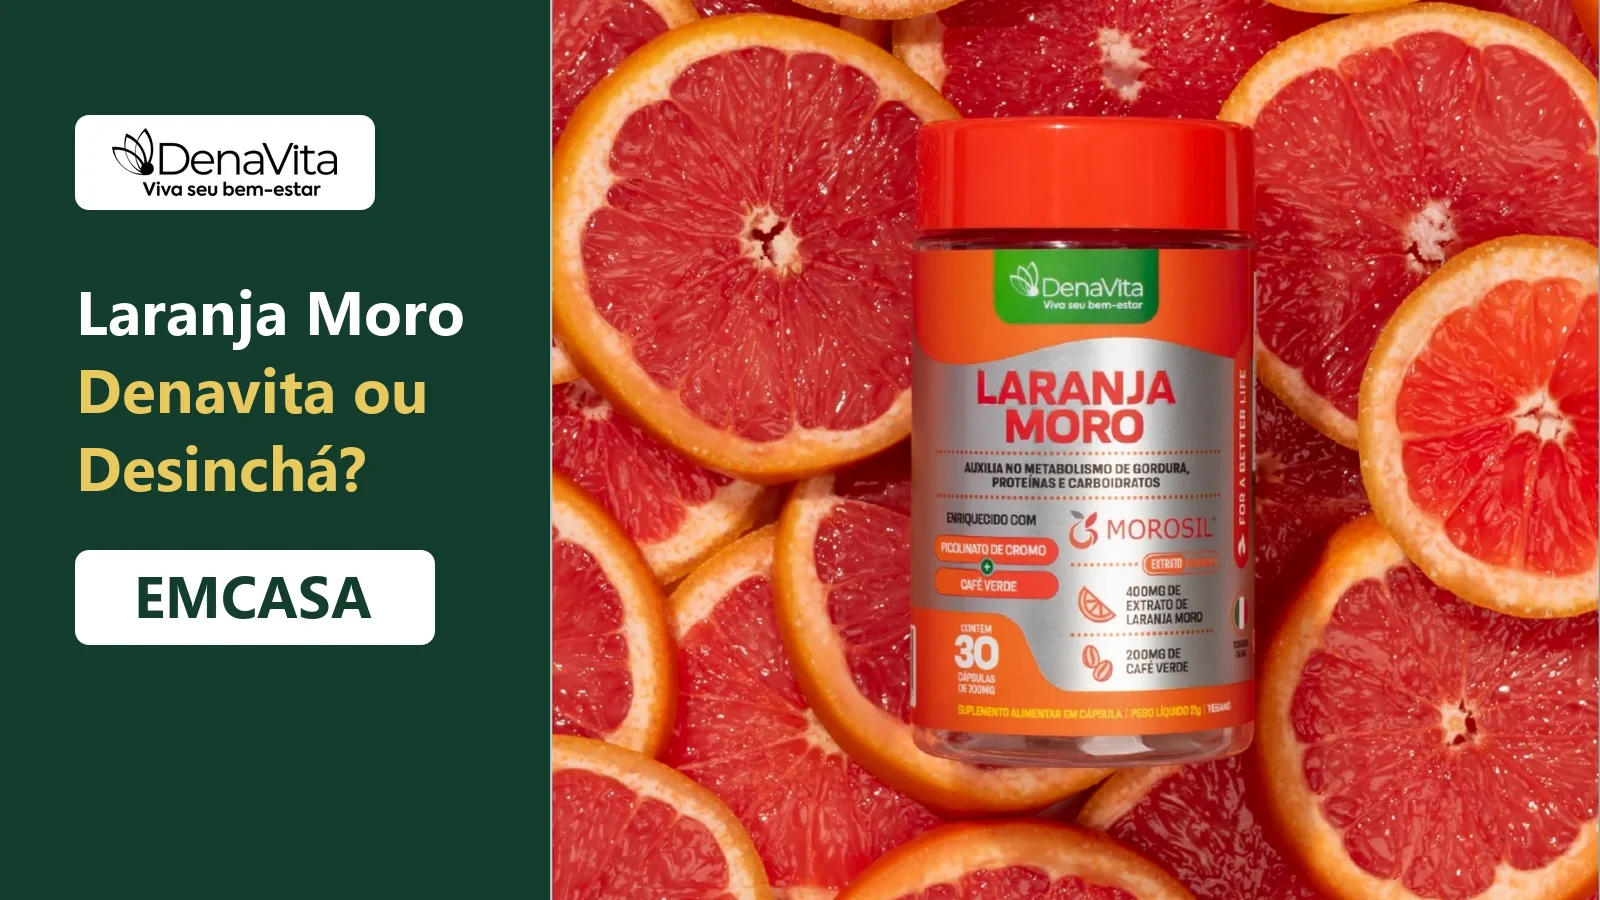 DenaVita
Viva seu bem-estar
Laranja Moro
Denavita ou
Desinchá?
EMCASA
DenaVita
Viva seu bem-estar
LARANJA
MORO
AUXILIA NO METABOLISMO DE GORDURA,
PROTEÍNAS E CARBOIDRATOS
ENRIQUECIDO COM
PICOLINATO DE CROMO
+
CAFÉ VERDE
MOROSIL
EXTRATO
400MG DE
EXTRATO DE
LARANJA MORO
200MG DE
CAFÉ VERDE
CONTÉM
30
CÁPSULAS
DE 700MG
SUPLEMENTO ALIMENTAR EM CÁPSULA | PESO LÍQUIDO 21g | VEGANO
FOR A BETTER LIFE